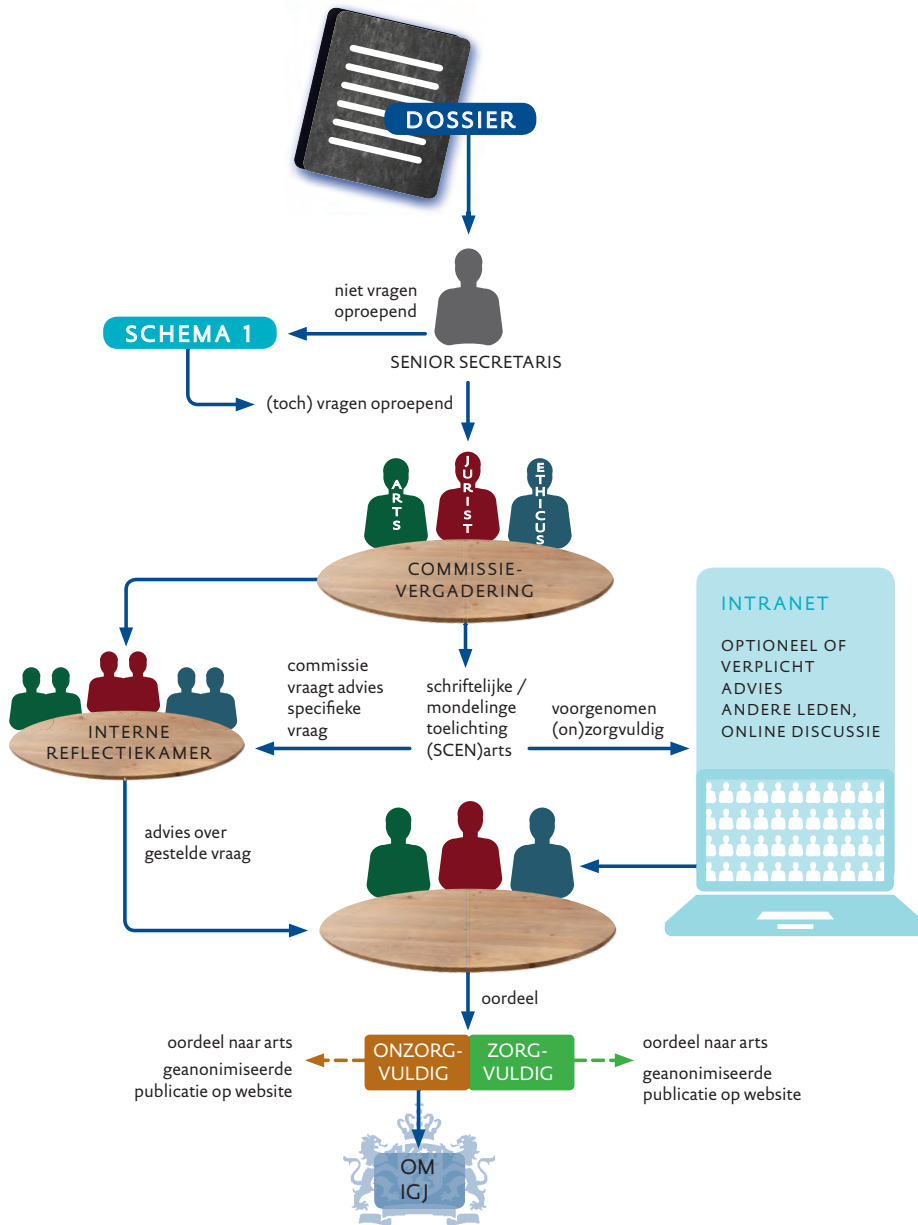 DOSSIER
niet vragen
oproepend
SCHEMA 1
SENIOR SECRETARIS
(toch) vragen oproepend
ARTS
JURIST
ETHICUS
COMMISSIE-
VERGADERING
INTRANET
OPTIONEEL OF
VERPLICHT
ADVIES
ANDERE LEDEN,
ONLINE DISCUSSIE
commissie
vraagt advies
specifieke
vraag
schriftelijke /
mondelinge
toelichting
(SCEN)arts
voorgenomen
(on)zorgvuldig
INTERNE
REFLECTIEKAMER
advies over
gestelde vraag
oordeel
oordeel naar arts
geanonimiseerde
publicatie op website
ONZORG-
VULDIG
ZORG-
VULDIG
oordeel naar arts
geanonimiseerde
publicatie op website
OM
IGJ